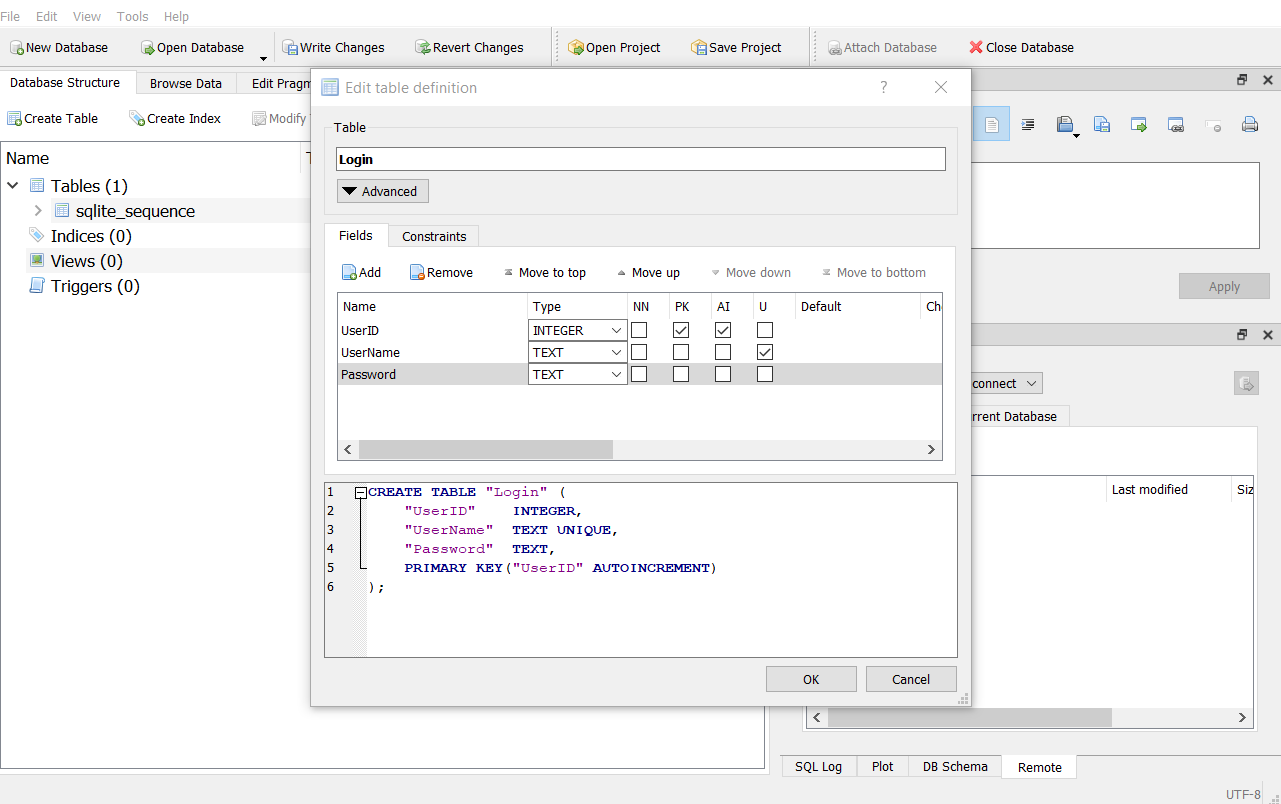 File Edit View Tools Help
New Database Open Database Write Changes Revert Changes Open Project Save Project Attach Database Close Database
Database Structure Browse Data Edit
Create Table Create Index Modify
Name
Tables (1)
sqlite_sequence
Indices (0)
Views (0)
Triggers (0)
Edit table definition ?
Table
Login
Advanced
Fields Constraints
Add Remove Move to top Move up Move down Move to bottom
Name Type NN PK AI U Default
UserID INTEGER
UserName TEXT
Password TEXT
1 CREATE TABLE "Login" (
2 "UserID" INTEGER,
3 "UserName" TEXT UNIQUE,
4 "Password" TEXT,
5 PRIMARY KEY("UserID" AUTOINCREMENT)
6 );
OK Cancel
Apply
connect
Database
Last modified
SQL Log Plot DB Schema Remote
UTF-8